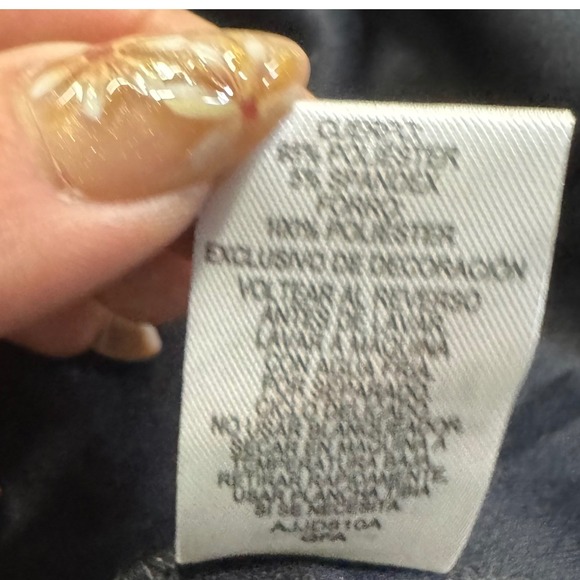 CUERPO:
95% POLIESTER
5% SPANDEX
FORRO:
100% POLIESTER
EXCLUSIVO DE DECORACIÓN
VOLTEAR AL REVERSO
ANTES DE LAVAR
LAVAR A MAQUINA
CON
POR SEPARADO
CICLO DELICADO
NO USAR BLANQUEADOR
SECAR EN MAQUINA A
TEMPERATURA BAJA
RETIRAR RAPIDAMENTE
USAR PLANCHA TIBIA
SI SE NECESITA